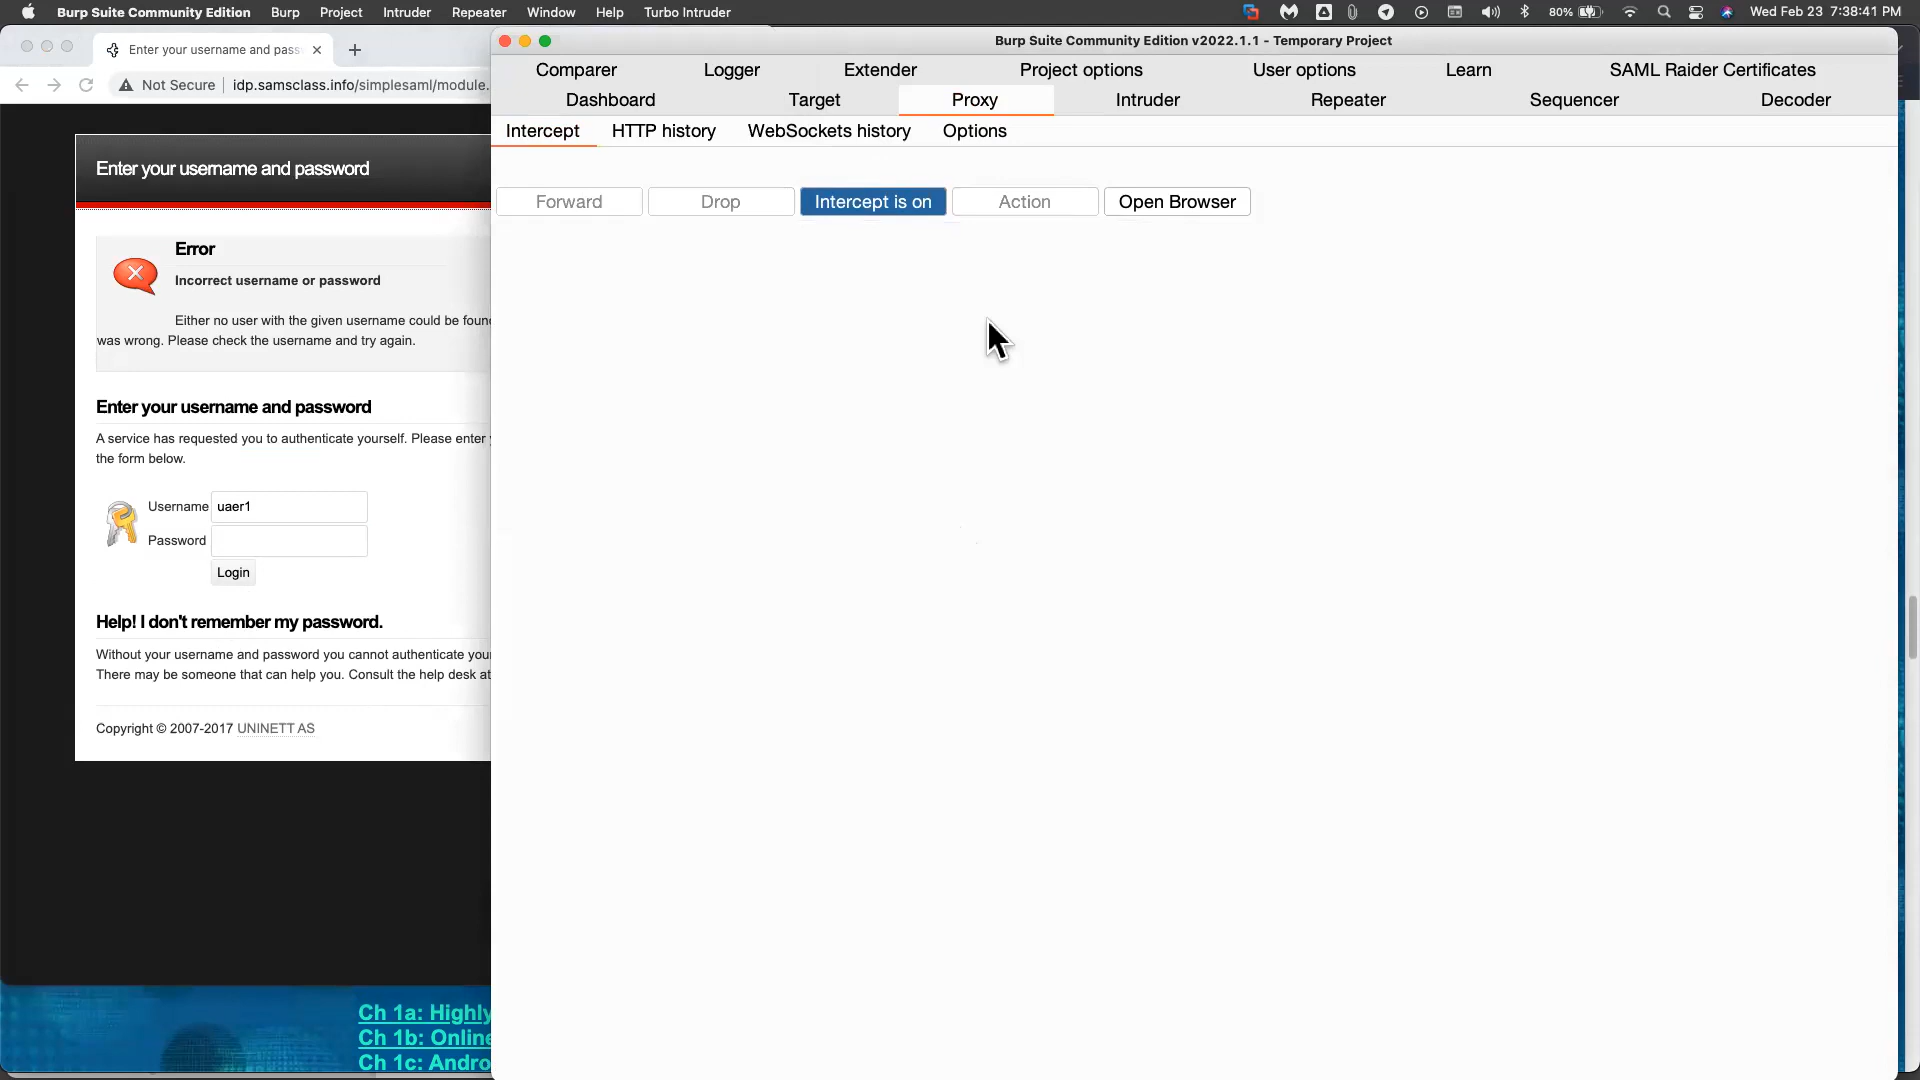 Burp Suite Community Edition Burp Project Intruder Repeater Window Help Turbo Intruder 80% Wed Feb 23 7:38:41 PM
Enter your username and pass
Not Secure idp.samsclass.info/simplesaml/module.
Enter your username and password
Error
Incorrect username or password
Either no user with the given username could be foun
was wrong. Please check the username and try again.
Enter your username and password
A service has requested you to authenticate yourself. Please enter
the form below.
Username uaer1
Password
Login
Help! I don't remember my password.
Without your username and password you cannot authenticate your
There may be someone that can help you. Consult the help desk at
Copyright © 2007-2017 UNINETT AS
Ch 1a: Highly
Ch 1b: Online
Ch 1c: Andro
Burp Suite Community Edition v2022.1.1 - Temporary Project
Comparer Logger Extender Project options User options Learn SAML Raider Certificates
Dashboard Target Proxy Intruder Repeater Sequencer Decoder
Intercept HTTP history WebSockets history Options
Forward Drop Intercept is on Action Open Browser